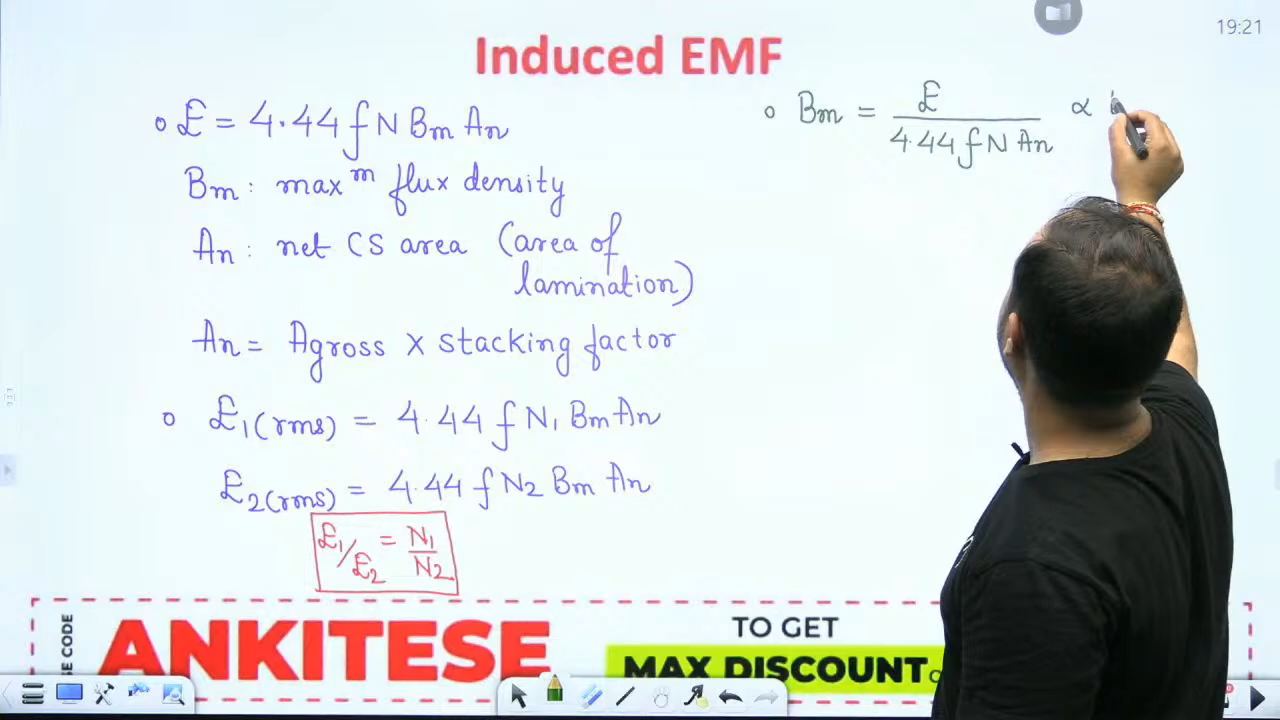 19:21
Induced EMF
∘ E = 4.44 f N Bm An
Bm : max^m flux density
An : net CS area (area of
lamination)
An = Agross X stacking factor
∘ E1(rms) = 4.44 f N1 Bm An
E2(rms) = 4.44 f N2 Bm An
E1/E2 = N1/N2
∘ Bm = E / 4.44 f N An ∝
ANKITESE
TO GET
MAX DISCOUNT